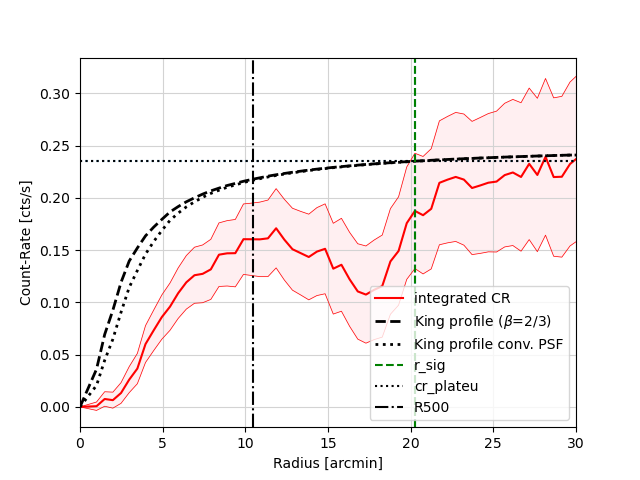 0.30
0.25
0.20
0.15
0.10
0.05
0.00
Count-Rate [cts/s]
integrated CR
King profile (β=2/3)
King profile conv. PSF
r_sig
cr_plateu
R500
0 5 10 15 20 25 30
Radius [arcmin]